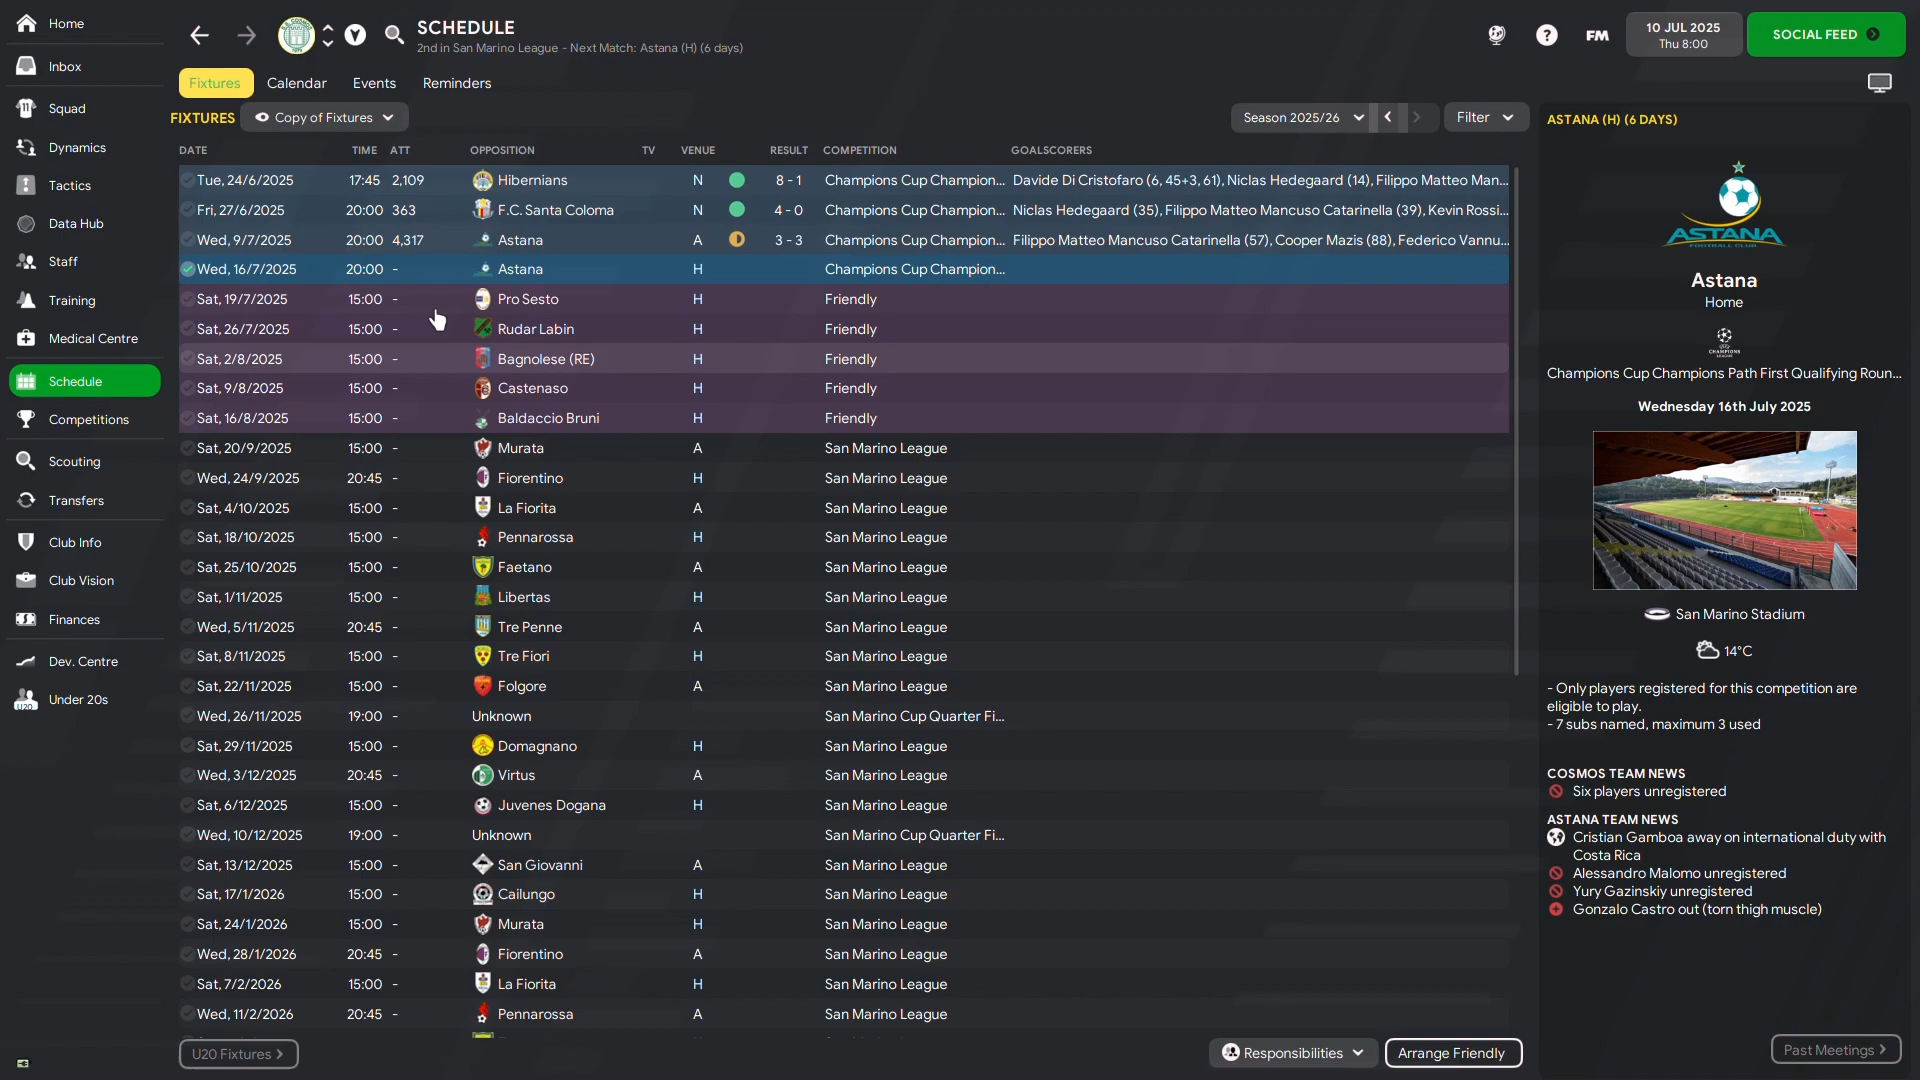 Home
Inbox
Squad
Dynamics
Tactics
Data Hub
Staff
Training
Medical Centre
Schedule
Competitions
Scouting
Transfers
Club Info
Club Vision
Finances
Dev. Centre
Under 20s
SCHEDULE
2nd in San Marino League - Next Match: Astana (H) (6 days)
FM
10 JUL 2025
Thu 8:00
SOCIAL FEED
Fixtures Calendar Events Reminders
FIXTURES Copy of Fixtures Season 2025/26 Filter
DATE TIME ATT OPPOSITION TV VENUE RESULT COMPETITION GOALSCORERS
Tue, 24/6/2025 17:45 2,109 Hibernians N 8 - 1 Champions Cup Champion... Davide Di Cristofaro (6, 45+3, 61), Niclas Hedegaard (14), Filippo Matteo Man...
Fri, 27/6/2025 20:00 363 F.C. Santa Coloma N 4 - 0 Champions Cup Champion... Niclas Hedegaard (35), Filippo Matteo Mancuso Catarinella (39), Kevin Rossi...
Wed, 9/7/2025 20:00 4,317 Astana A 3 - 3 Champions Cup Champion... Filippo Matteo Mancuso Catarinella (57), Cooper Mazis (88), Federico Vannu...
Wed, 16/7/2025 20:00 - Astana H Champions Cup Champion...
Sat, 19/7/2025 15:00 - Pro Sesto H Friendly
Sat, 26/7/2025 15:00 - Rudar Labin H Friendly
Sat, 2/8/2025 15:00 - Bagnolese (RE) H Friendly
Sat, 9/8/2025 15:00 - Castenaso H Friendly
Sat, 16/8/2025 15:00 - Baldaccio Bruni H Friendly
Sat, 20/9/2025 15:00 - Murata A San Marino League
Wed, 24/9/2025 20:45 - Fiorentino H San Marino League
Sat, 4/10/2025 15:00 - La Fiorita A San Marino League
Sat, 18/10/2025 15:00 - Pennarossa H San Marino League
Sat, 25/10/2025 15:00 - Faetano A San Marino League
Sat, 1/11/2025 15:00 - Libertas H San Marino League
Wed, 5/11/2025 20:45 - Tre Penne A San Marino League
Sat, 8/11/2025 15:00 - Tre Fiori H San Marino League
Sat, 22/11/2025 15:00 - Folgore A San Marino League
Wed, 26/11/2025 19:00 - Unknown San Marino Cup Quarter Fi...
Sat, 29/11/2025 15:00 - Domagnano H San Marino League
Wed, 3/12/2025 20:45 - Virtus A San Marino League
Sat, 6/12/2025 15:00 - Juvenes Dogana H San Marino League
Wed, 10/12/2025 19:00 - Unknown San Marino Cup Quarter Fi...
Sat, 13/12/2025 15:00 - San Giovanni A San Marino League
Sat, 17/1/2026 15:00 - Cailungo H San Marino League
Sat, 24/1/2026 15:00 - Murata H San Marino League
Wed, 28/1/2026 20:45 - Fiorentino A San Marino League
Sat, 7/2/2026 15:00 - La Fiorita H San Marino League
Wed, 11/2/2026 20:45 - Pennarossa A San Marino League
U20 Fixtures
Responsibilities
Arrange Friendly
ASTANA (H) (6 DAYS)
ASTANA
FOOTBALL CLUB
Astana
Home
CHAMPIONS
LEAGUE
Champions Cup Champions Path First Qualifying Roun...
Wednesday 16th July 2025
San Marino Stadium
14°C
- Only players registered for this competition are
eligible to play.
- 7 subs named, maximum 3 used
COSMOS TEAM NEWS
Six players unregistered
ASTANA TEAM NEWS
Cristian Gamboa away on international duty with
Costa Rica
Alessandro Malomo unregistered
Yury Gazinskiy unregistered
Gonzalo Castro out (torn thigh muscle)
Past Meetings